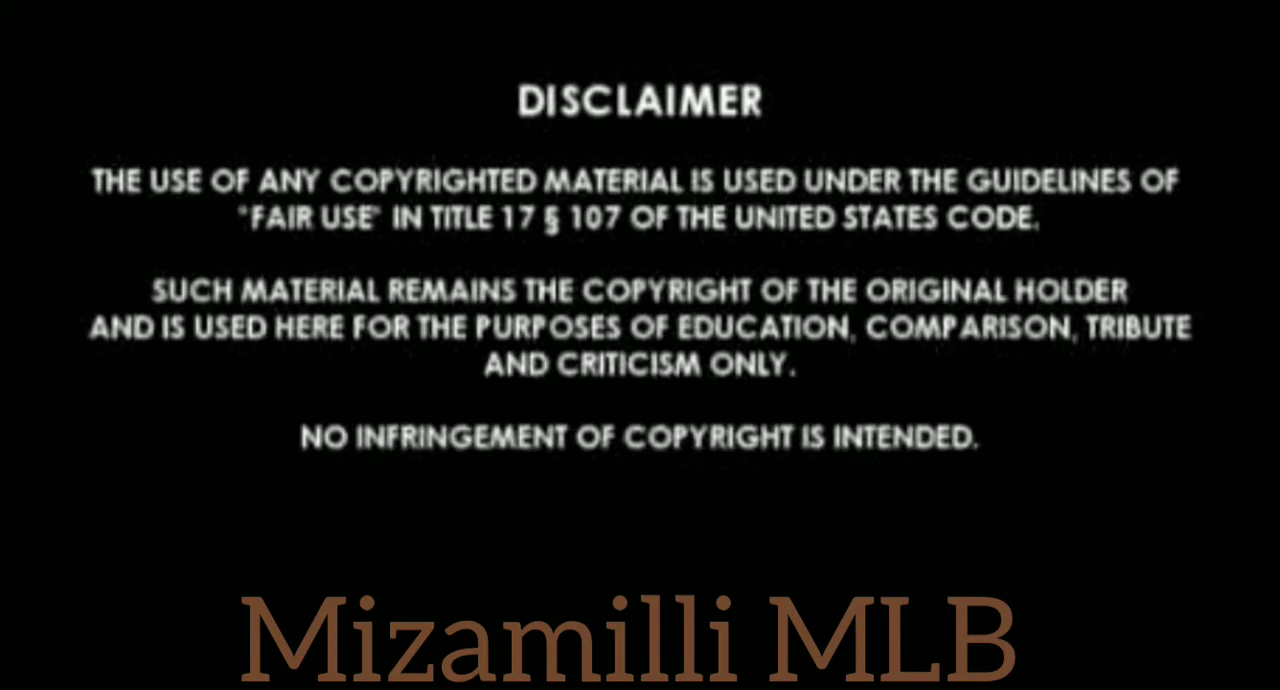 DISCLAIMER
THE USE OF ANY COPYRIGHTED MATERIAL IS USED UNDER THE GUIDELINES OF
"FAIR USE" IN TITLE 17 § 107 OF THE UNITED STATES CODE.
SUCH MATERIAL REMAINS THE COPYRIGHT OF THE ORIGINAL HOLDER
AND IS USED HERE FOR THE PURPOSES OF EDUCATION, COMPARISON, TRIBUTE
AND CRITICISM ONLY.
NO INFRINGEMENT OF COPYRIGHT IS INTENDED.
Mizamilli MLB